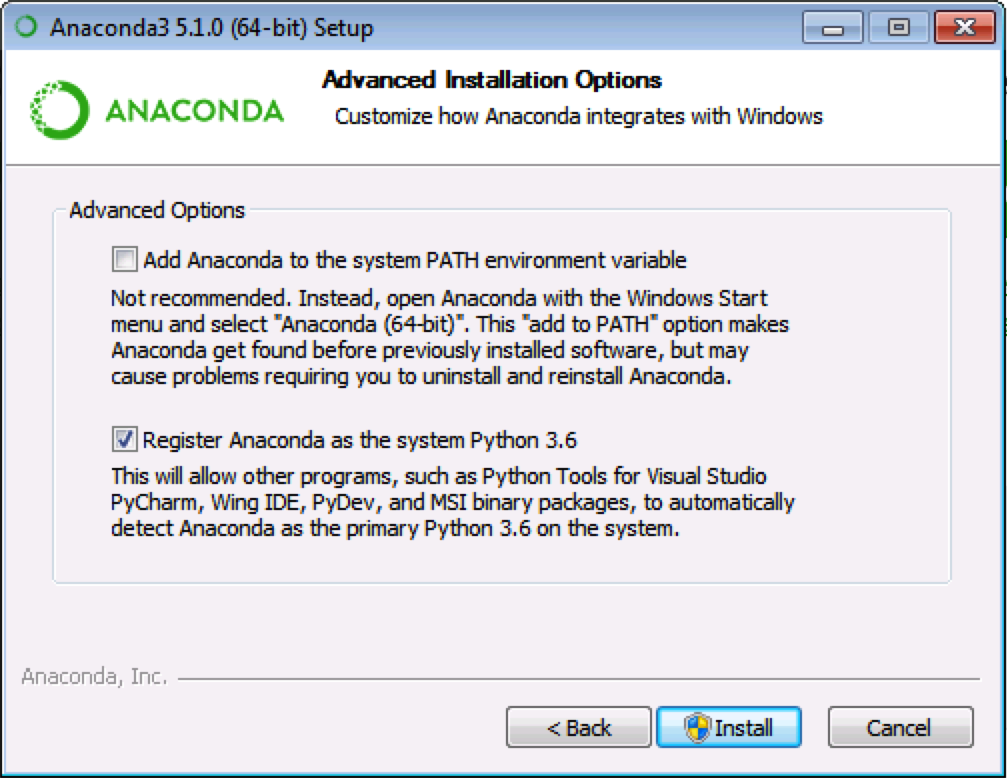 Anaconda3 5.1.0 (64-bit) Setup
ANACONDA
Advanced Installation Options
Customize how Anaconda integrates with Windows
Advanced Options
Add Anaconda to the system PATH environment variable
Not recommended. Instead, open Anaconda with the Windows Start
menu and select "Anaconda (64-bit)". This "add to PATH" option makes
Anaconda get found before previously installed software, but may
cause problems requiring you to uninstall and reinstall Anaconda.
Register Anaconda as the system Python 3.6
This will allow other programs, such as Python Tools for Visual Studio
PyCharm, Wing IDE, PyDev, and MSI binary packages, to automatically
detect Anaconda as the primary Python 3.6 on the system.
Anaconda, Inc.
< Back
Install
Cancel